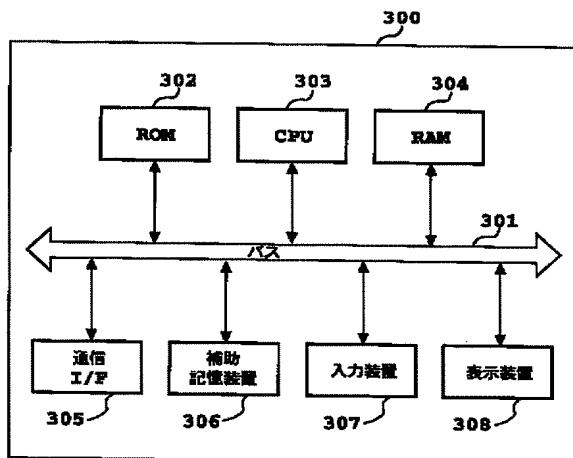 300
302
303
304
ROM
CPU
RAM
301
バス
通信
I/F
補助
記憶装置
入力装置
表示装置
305
306
307
308